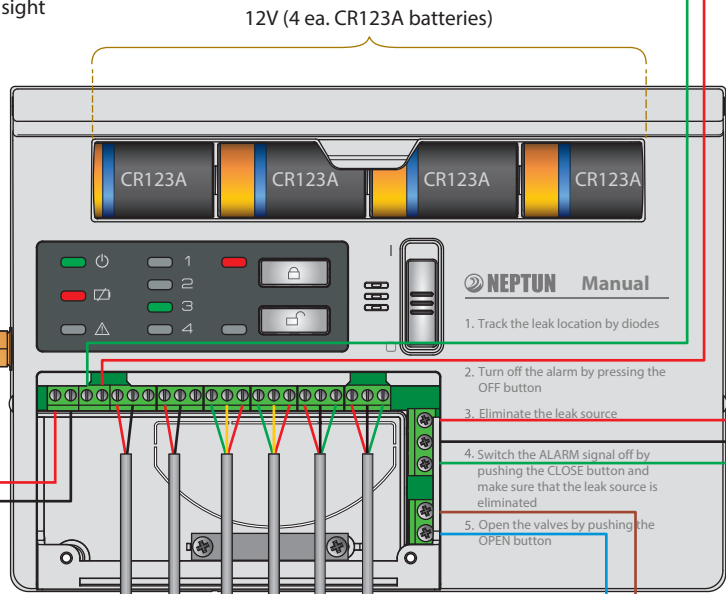 sight
12V (4 ea. CR123A batteries)
CR123A
CR123A
CR123A
CR123A
1
2
3
4
I
NEPTUN Manual
1. Track the leak location by diodes
2. Turn off the alarm by pressing the
OFF button
3. Eliminate the leak source
4. Switch the ALARM signal off by
pushing the CLOSE button and
make sure that the leak source is
eliminated
5. Open the valves by pushing the
OPEN button